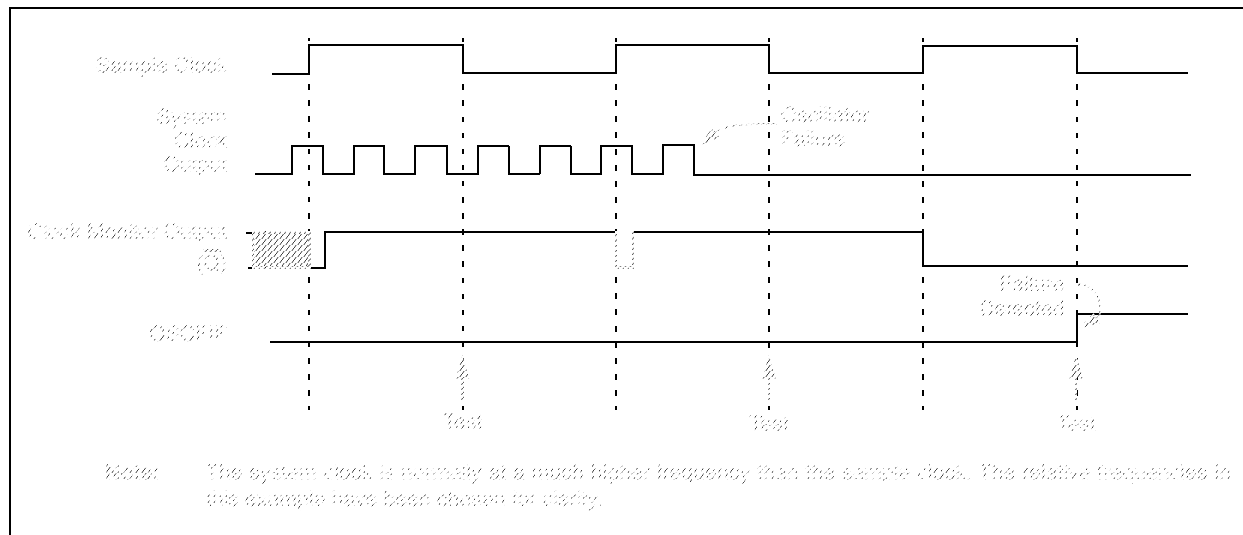 Sample Clock
System
Clock
Output
Oscillator
Failure
Clock Monitor Output
(Q)
Failure
Detected
OSCFIF
Test
Test
Test
Note: The system clock is normally at a much higher frequency than the sample clock. The relative frequencies in
this example have been chosen for clarity.